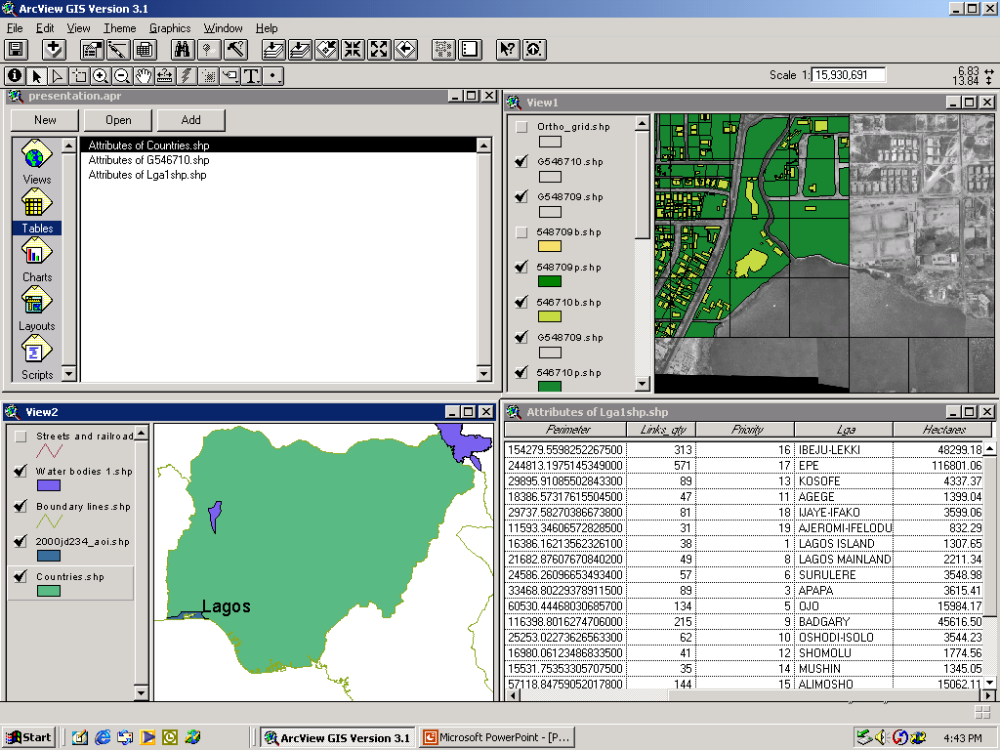 ArcView GIS Version 3.1
File Edit View Theme Graphics Window Help
Scale 1: 15,930,691
6.83
13.84
presentation.apr
New Open Add
Views
Tables
Charts
Layouts
Scripts
Attributes of Countries.shp
Attributes of G546710.shp
Attributes of Lga1shp.shp
View1
Ortho_grid.shp
G546710.shp
G548709.shp
548709b.shp
548709p.shp
546710b.shp
G548709.shp
546710p.shp
View2
Streets and railroad
Water bodies 1.shp
Boundary lines.shp
2000jd234_aoi.shp
Countries.shp
Lagos
Attributes of Lga1shp.shp
Perimeter Links_qty Priority Lga Hectares
154279.5598252267500 313 16 IBEJU-LEKKI 48299.18
244813.1975145349000 571 17 EPE 116801.06
29895.91085502843300 89 13 KOSOFE 4337.37
18386.57317615504500 47 11 AGEGE 1399.04
29737.58270386673800 81 18 IJAYE-IFAKO 3599.06
11593.34606572828500 31 19 AJEROMI-IFELODU 832.29
16386.16213562326100 38 1 LAGOS ISLAND 1307.65
21682.87607670840200 49 8 LAGOS MAINLAND 2211.34
24586.26096653493400 57 6 SURULERE 3548.98
33468.80229378911500 89 3 APAPA 3615.41
60530.44468030685700 134 5 OJO 15984.17
116398.8016274706000 215 9 BADGARY 45616.50
25253.02273626563300 62 10 OSHODI-ISOLO 3544.23
16980.06123486833500 41 12 SHOMOLU 1774.56
15531.75353305707500 35 14 MUSHIN 1345.05
57118.84759052017800 144 15 ALIMOSHO 15062.11
Start ArcView GIS Version 3.1 Microsoft PowerPoint - [P... 4:43 PM